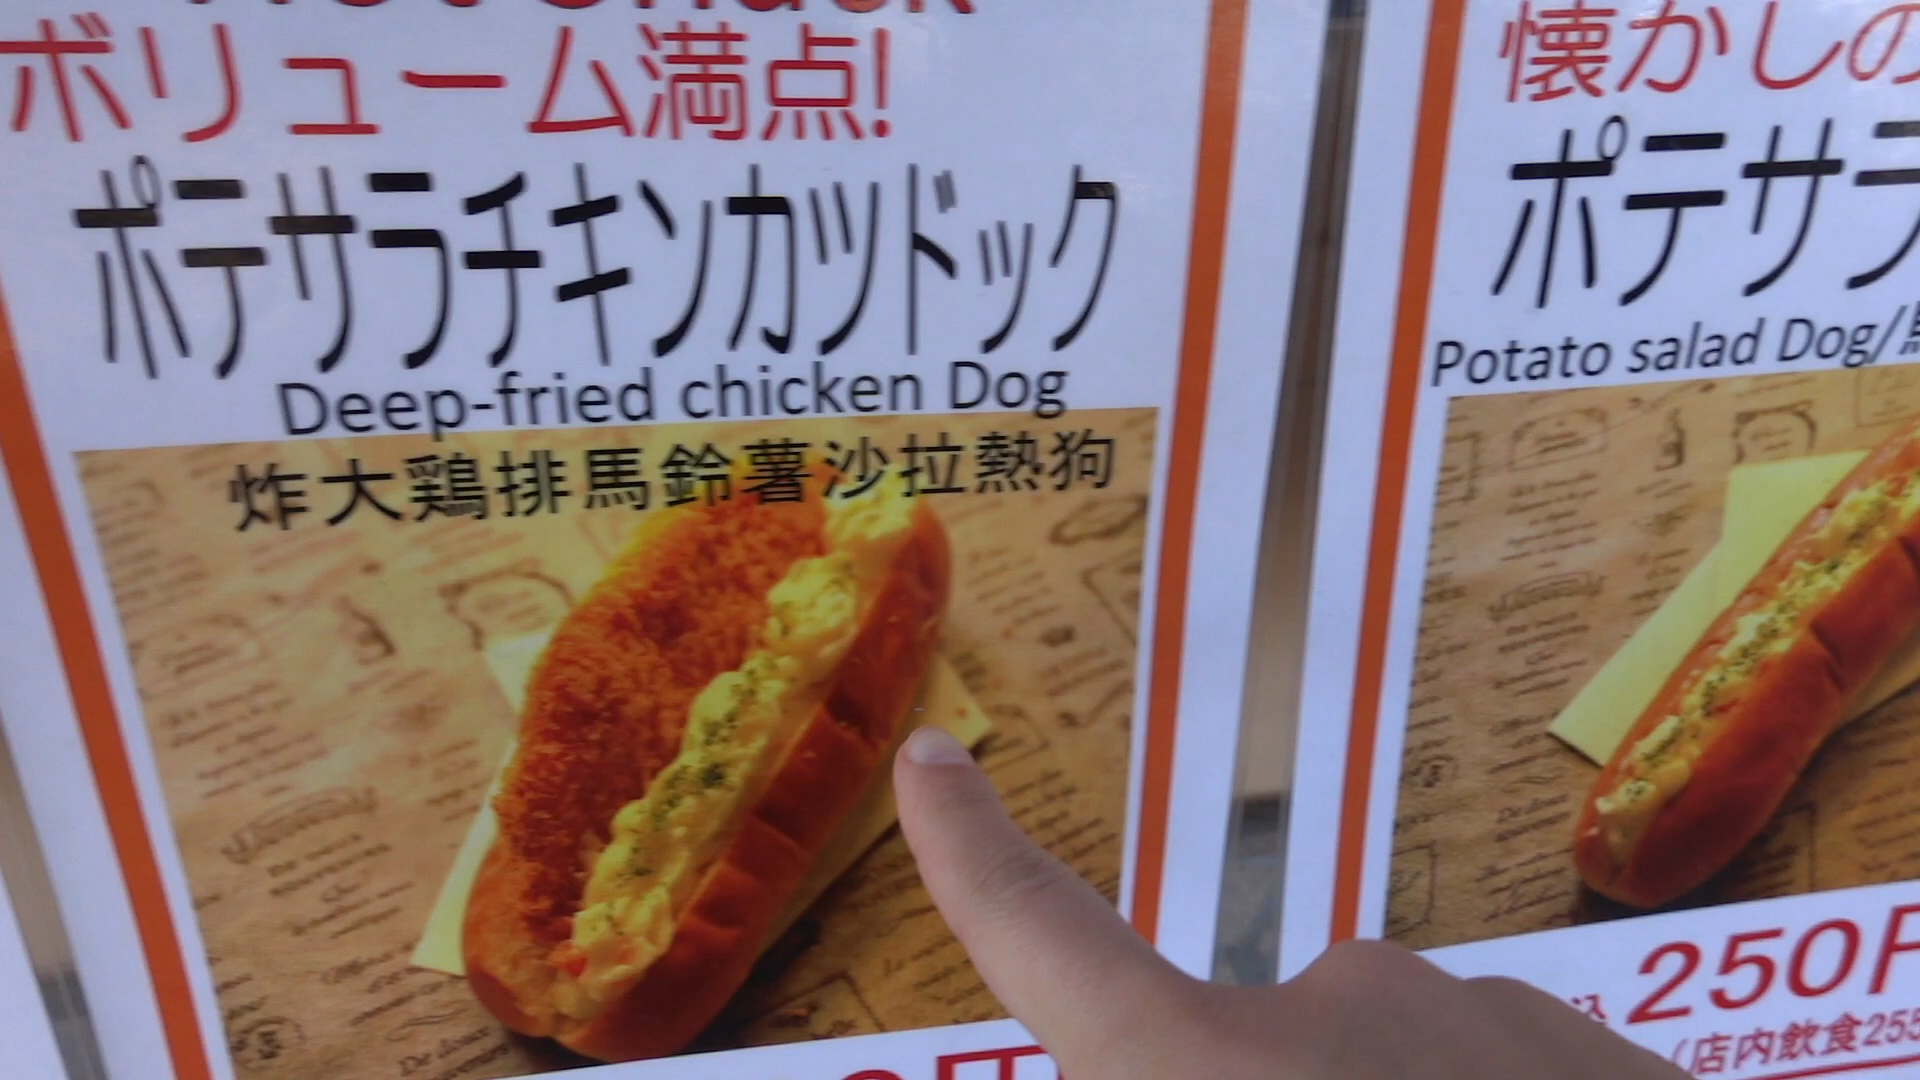 ボリューム満点!
ポテサラチキンカツドック
Deep-fried chicken Dog
炸大鶏排馬鈴薯沙拉熱狗
懐かしの
ポテサラ
Potato salad Dog/
250円
(店内飲食255